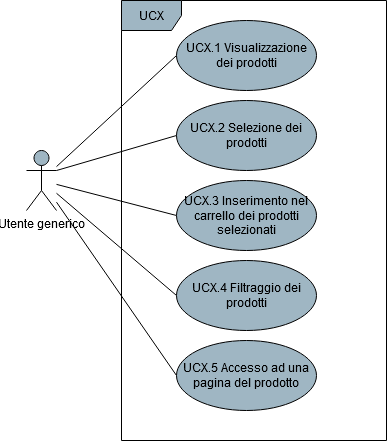 UCX
UCX.1 Visualizzazione
dei prodotti
UCX.2 Selezione dei
prodotti
UCX.3 Inserimento nel
carrello dei prodotti
selezionati
Utente generico
UCX.4 Filtraggio dei
prodotti
UCX.5 Accesso ad una
pagina del prodotto